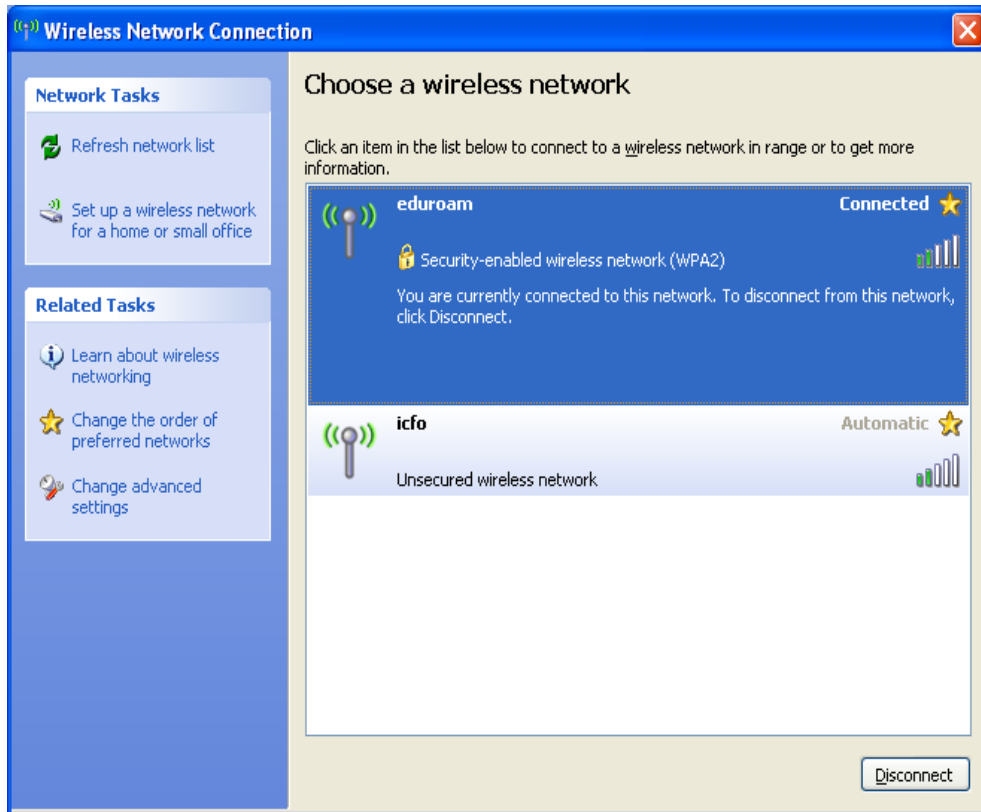 Wireless Network Connection
Network Tasks
Refresh network list
Set up a wireless network
for a home or small office
Related Tasks
Learn about wireless
networking
Change the order of
preferred networks
Change advanced
settings
Choose a wireless network
Click an item in the list below to connect to a wireless network in range or to get more
information.
eduroam Connected
Security-enabled wireless network (WPA2)
You are currently connected to this network. To disconnect from this network,
click Disconnect.
icfo Automatic
Unsecured wireless network
Disconnect